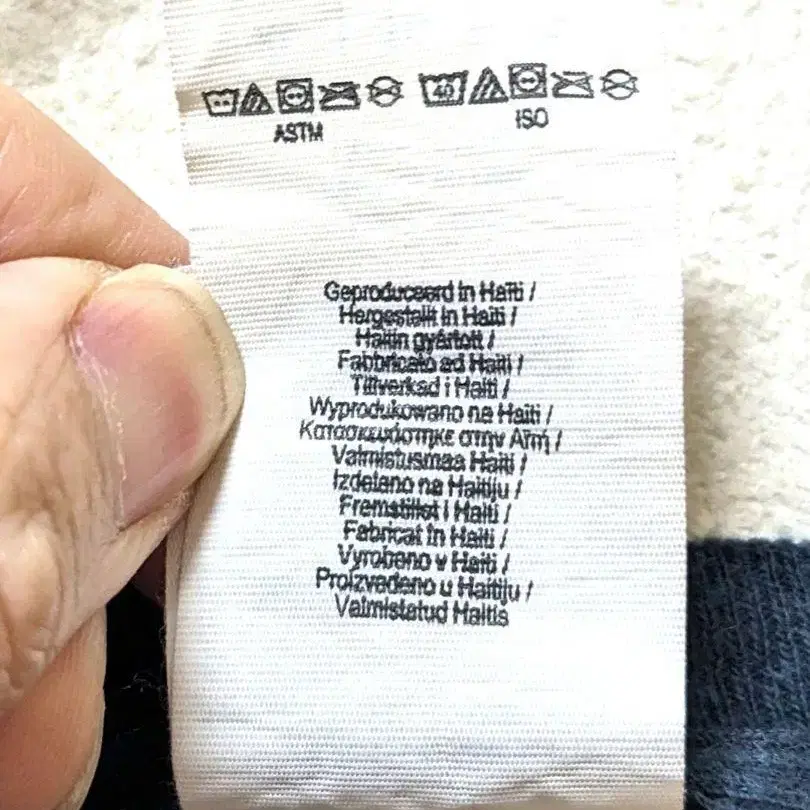 40
ASTM
ISO
Geproduceerd in Haïti /
Hergestellt in Haiti /
Haitin gyártott /
Fabbricato ad Haiti /
Tillverkad i Haiti /
Wyprodukowano na Haiti /
Κατασκευάστηκε στην Αϊτή /
Valmistusmaa Haiti /
Izdelano na Haitiju /
Fremstillet i Haiti /
Fabricat în Haiti /
Vyrobeno v Haiti /
Proizvedeno u Haitiju /
Valmistatud Haitis